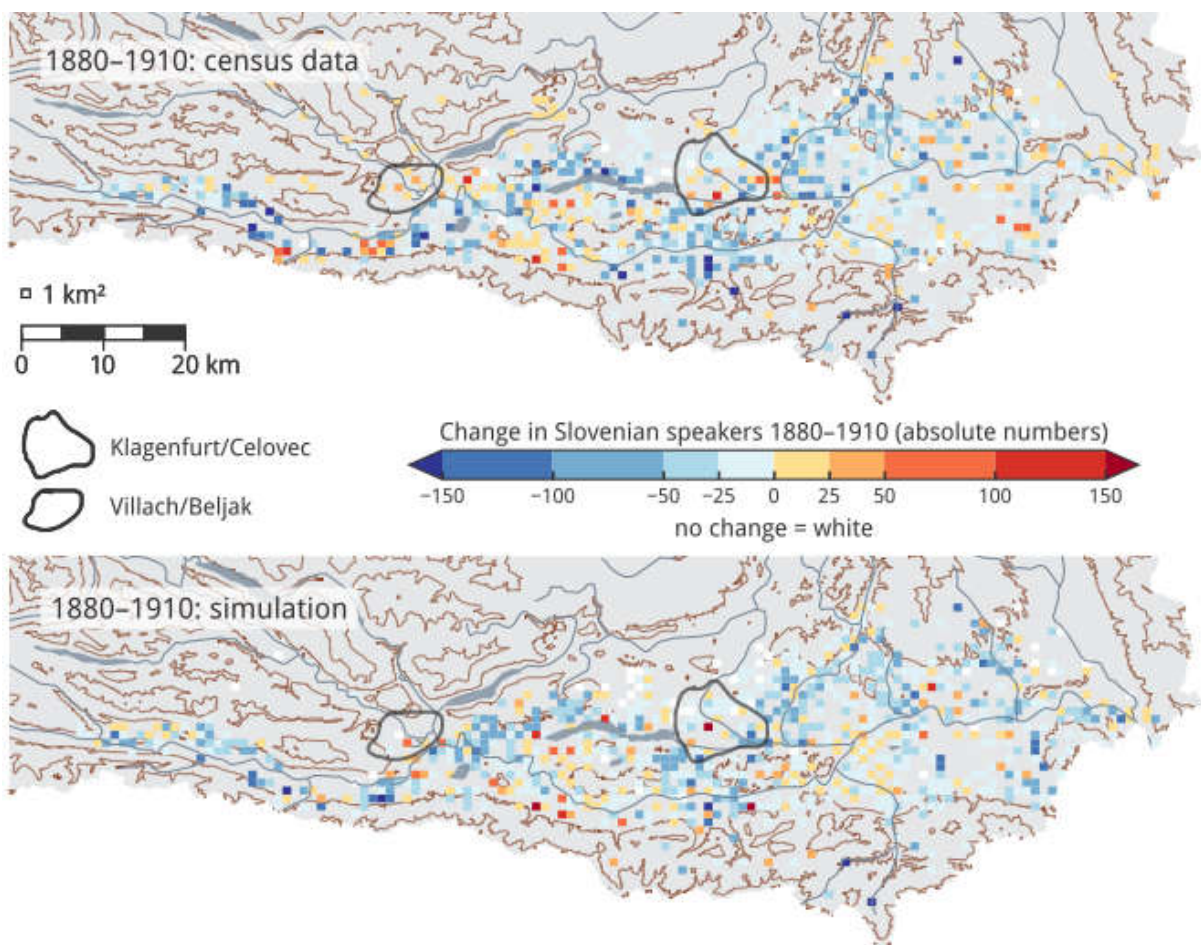 1880–1910: census data
1 km²
0 10 20 km
Klagenfurt/Celovec
Villach/Beljak
Change in Slovenian speakers 1880–1910 (absolute numbers)
−150 −100 −50 −25 0 25 50 100 150
no change = white
1880–1910: simulation